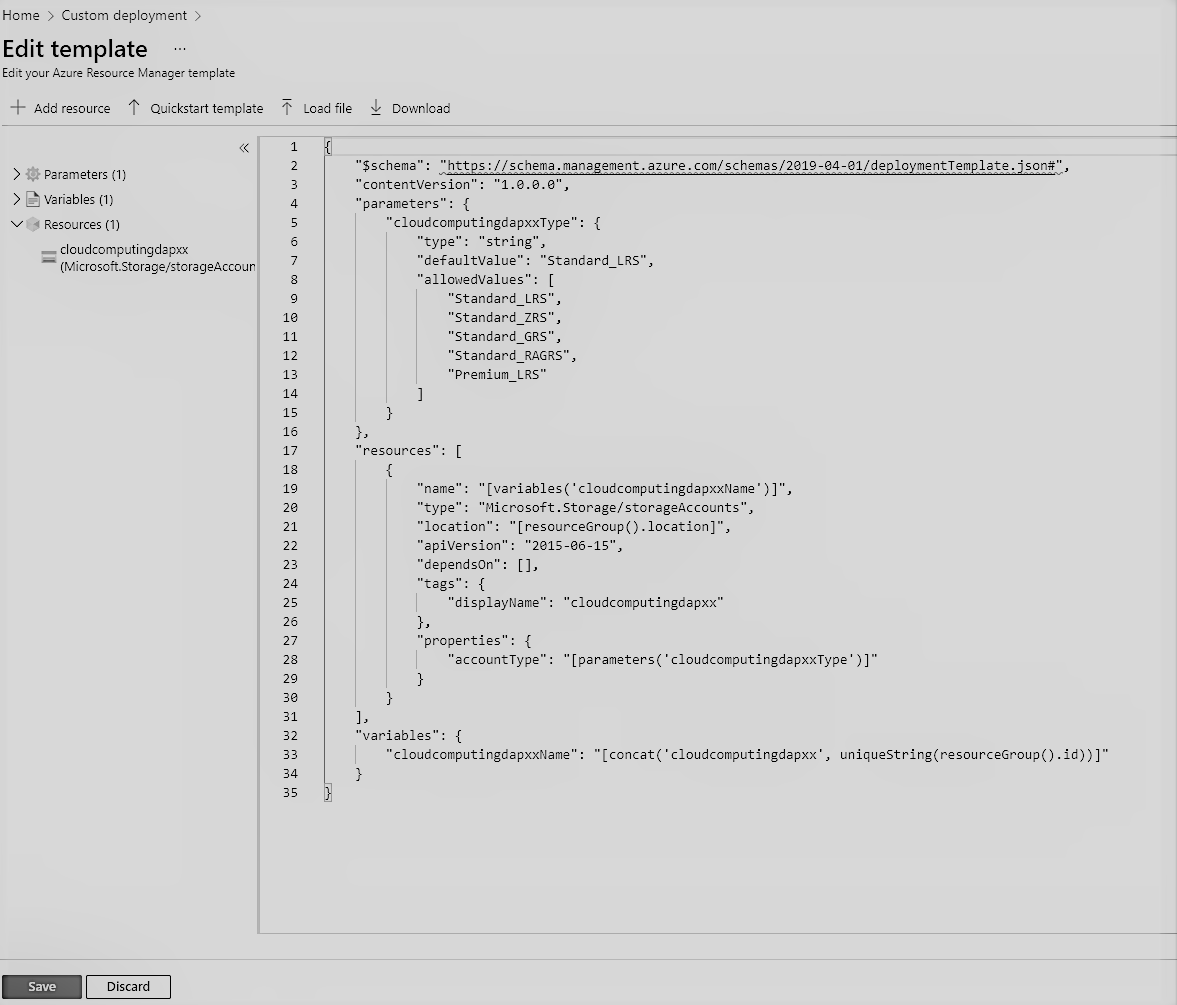 Home > Custom deployment >
Edit template ...
Edit your Azure Resource Manager template
+ Add resource ↑ Quickstart template Load file Download
«
> Parameters (1)
> Variables (1)
Resources (1)
cloudcomputingdapxx
(Microsoft.Storage/storageAccoun
1 {
2 "$schema": "https://schema.management.azure.com/schemas/2019-04-01/deploymentTemplate.json#",
3 "contentVersion": "1.0.0.0",
4 "parameters": {
5 "cloudcomputingdapxxType": {
6 "type": "string",
7 "defaultValue": "Standard_LRS",
8 "allowedValues": [
9 "Standard_LRS",
10 "Standard_ZRS",
11 "Standard_GRS",
12 "Standard_RAGRS",
13 "Premium_LRS"
14 ]
15 }
16 },
17 "resources": [
18 {
19 "name": "[variables('cloudcomputingdapxxName')]",
20 "type": "Microsoft.Storage/storageAccounts",
21 "location": "[resourceGroup().location]",
22 "apiVersion": "2015-06-15",
23 "dependsOn": [],
24 "tags": {
25 "displayName": "cloudcomputingdapxx"
26 },
27 "properties": {
28 "accountType": "[parameters('cloudcomputingdapxxType')]"
29 }
30 }
31 ],
32 "variables": {
33 "cloudcomputingdapxxName": "[concat('cloudcomputingdapxx', uniqueString(resourceGroup().id))]"
34 }
35 }
Save Discard